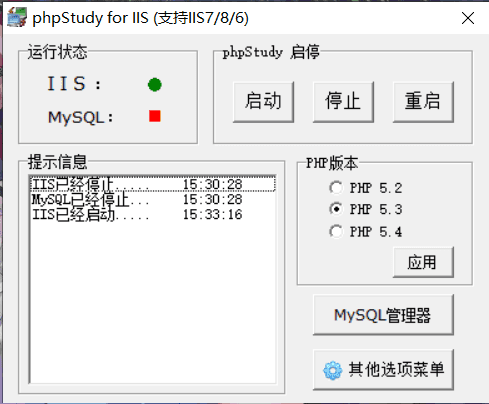 phpStudy for IIS (支持IIS7/8/6)
运行状态
IIS：
MySQL：
phpStudy 启停
启动 停止 重启
提示信息
IIS已经停止..... 15:30:28
MySQL已经停止... 15:30:28
IIS已经启动..... 15:33:16
PHP版本
PHP 5.2
PHP 5.3
PHP 5.4
应用
MySQL管理器
其他选项菜单